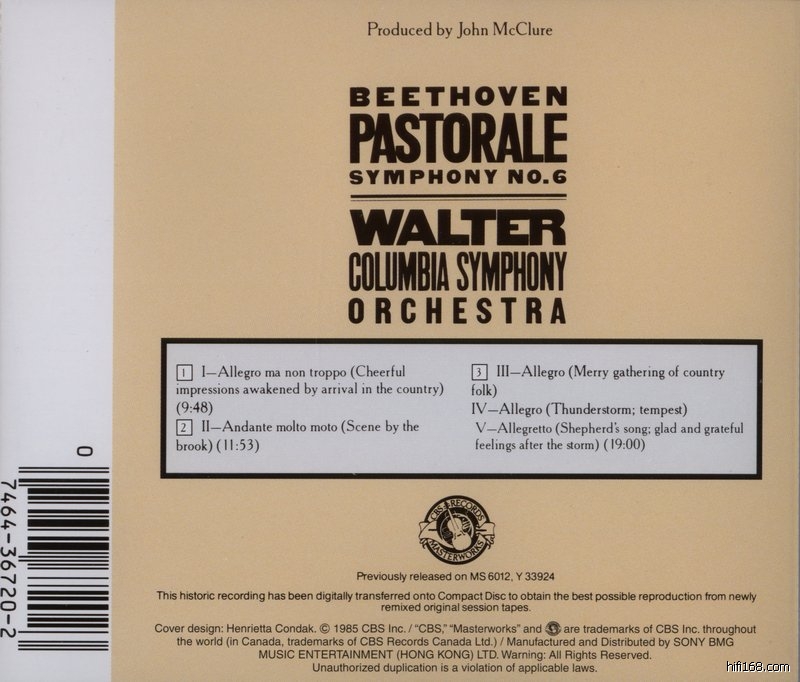 Produced by John McClure
BEETHOVEN
PASTORALE
SYMPHONY NO.6
WALTER
COLUMBIA SYMPHONY
ORCHESTRA
1 I—Allegro ma non troppo (Cheerful
impressions awakened by arrival in the country)
(9:48)
2 II—Andante molto moto (Scene by the
brook) (11:53)
3 III—Allegro (Merry gathering of country
folk)
IV—Allegro (Thunderstorm; tempest)
V—Allegretto (Shepherd's song; glad and grateful
feelings after the storm) (19:00)
0
7464-36720-2
CBS RECORDS
MASTERWORKS
Previously released on MS 6012, Y 33924
This historic recording has been digitally transferred onto Compact Disc to obtain the best possible reproduction from newly
remixed original session tapes.
Cover design: Henrietta Condak. © 1985 CBS Inc. / "CBS," "Masterworks" and are trademarks of CBS Inc. throughout
the world (in Canada, trademarks of CBS Records Canada Ltd.) / Manufactured and Distributed by SONY BMG
MUSIC ENTERTAINMENT (HONG KONG) LTD. Warning: All Rights Reserved.
Unauthorized duplication is a violation of applicable laws.
hifi168.com